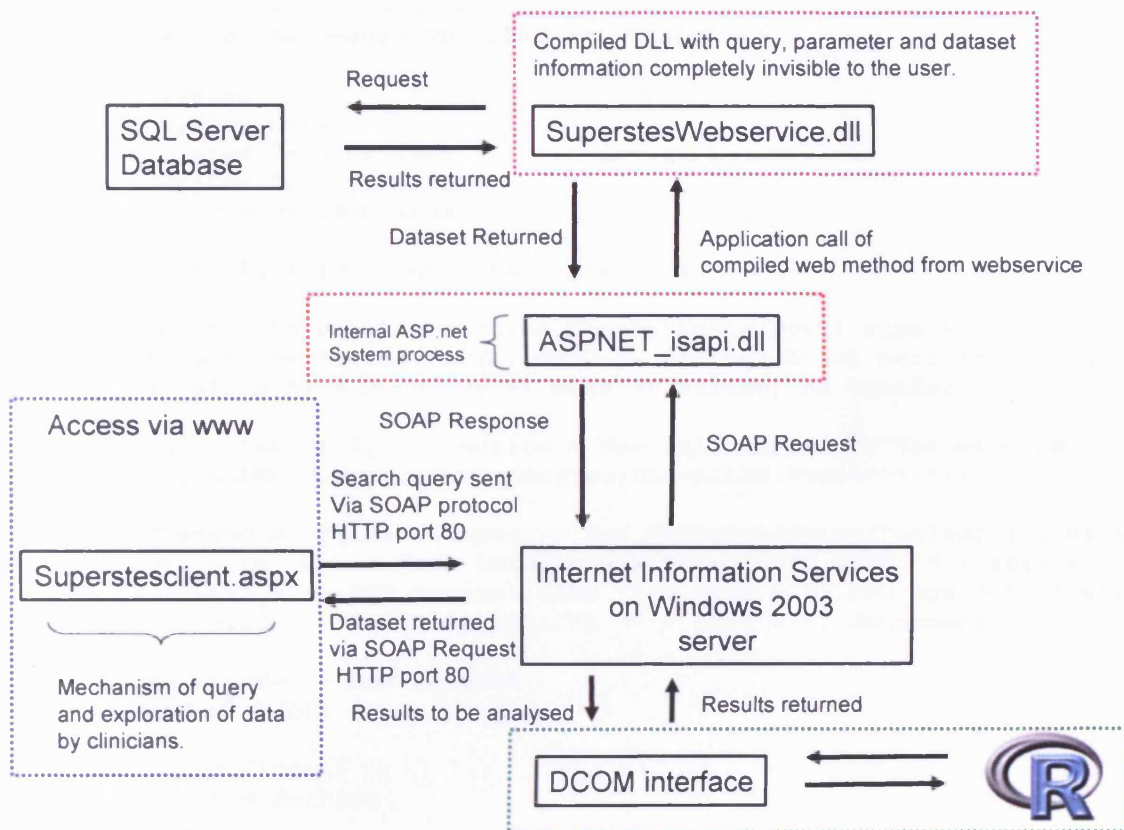 Compiled DLL with query, parameter and dataset
information completely invisible to the user.
Request
SuperstesWebservice.dll
SQL Server
Database
Results returned
Dataset Returned
Application call of
compiled web method from webservice
Internal ASP.net
System process
ASPNET_isapi.dll
SOAP Response
SOAP Request
Access via www
Search query sent
Via SOAP protocol
HTTP port 80
Superstesclient.aspx
Internet Information Services
on Windows 2003
server
Dataset returned
via SOAP Request
HTTP port 80
Mechanism of query
and exploration of data
by clinicians.
Results to be analysed
Results returned
DCOM interface
R